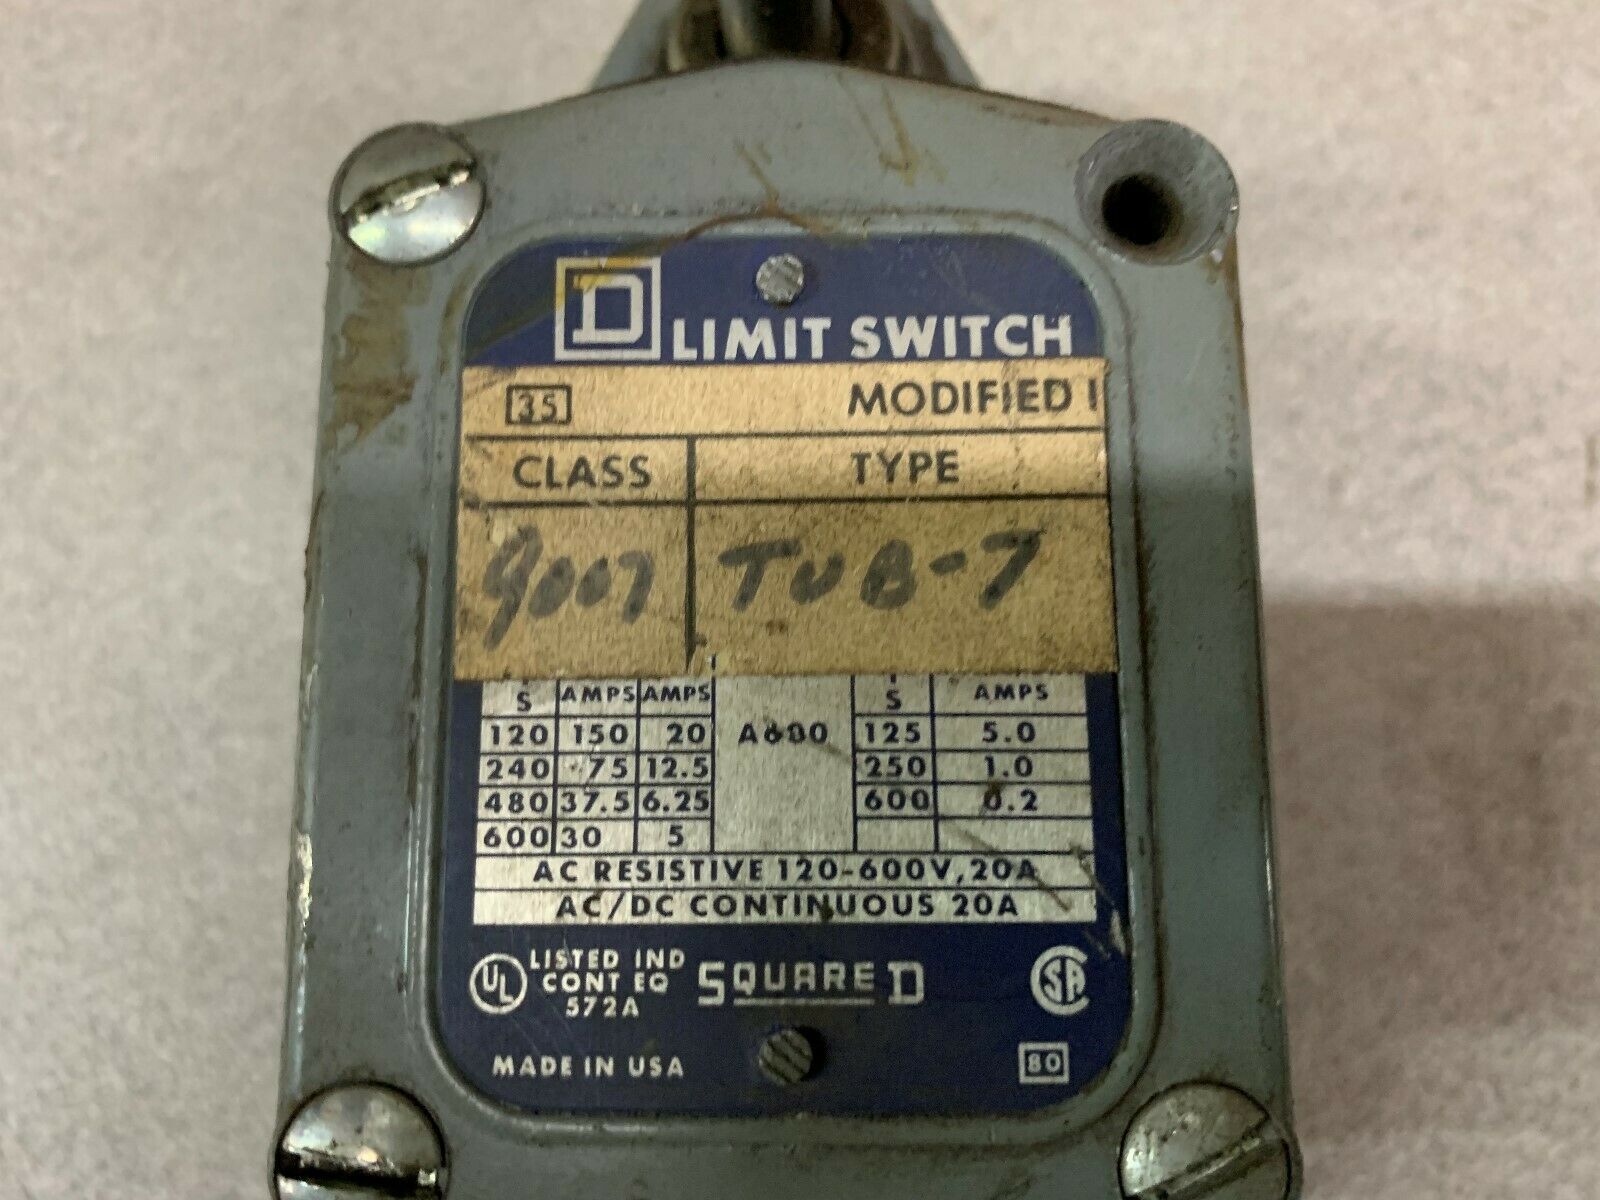 D LIMIT SWITCH
35 MODIFIED
CLASS TYPE
9007 TUB-7
S AMPS AMPS S AMPS
120 150 20 A600 125 5.0
240 75 12.5 250 1.0
480 37.5 6.25 600 0.2
600 30 5
AC RESISTIVE 120-600V, 20A
AC/DC CONTINUOUS 20A
UL LISTED IND
CONT EQ
572A
SQUARE D
SA
MADE IN USA 80